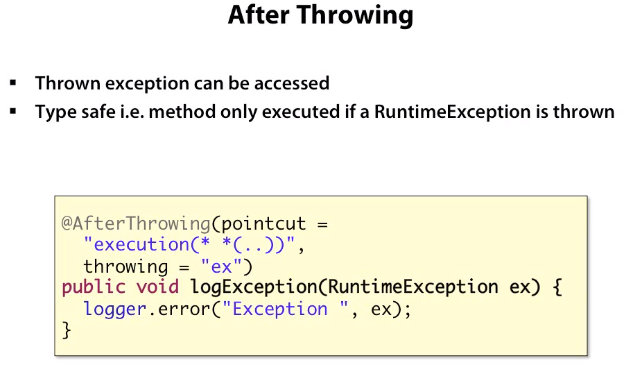 After Throwing
▪ Thrown exception can be accessed
▪ Type safe i.e. method only executed if a RuntimeException is thrown
@AfterThrowing(pointcut =
"execution(* *(..))",
throwing = "ex")
public void logException(RuntimeException ex) {
logger.error("Exception ", ex);
}